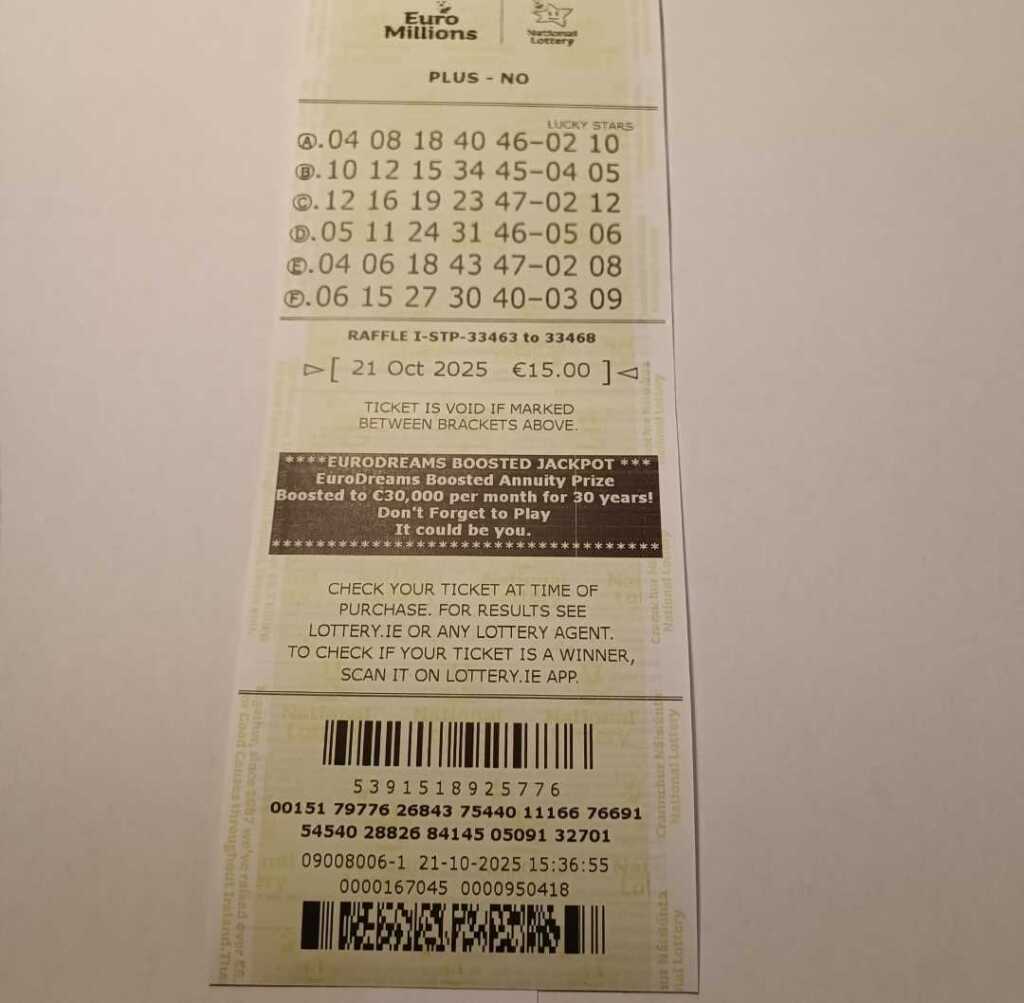 Euro Millions
National Lottery
PLUS - NO
LUCKY STARS
A.04 08 18 40 46-02 10
B.10 12 15 34 45-04 05
C.12 16 19 23 47-02 12
D.05 11 24 31 46-05 06
E.04 06 18 43 47-02 08
F.06 15 27 30 40-03 09
RAFFLE I-STP-33463 to 33468
[ 21 Oct 2025 €15.00 ]
TICKET IS VOID IF MARKED
BETWEEN BRACKETS ABOVE.
****EURODREAMS BOOSTED JACKPOT ***
EuroDreams Boosted Annuity Prize
Boosted to €30,000 per month for 30 years!
Don't Forget to Play
It could be you.
***********************************
CHECK YOUR TICKET AT TIME OF
PURCHASE. FOR RESULTS SEE
LOTTERY.IE OR ANY LOTTERY AGENT.
TO CHECK IF YOUR TICKET IS A WINNER,
SCAN IT ON LOTTERY.IE APP.
5391518925776
00151 79776 26843 75440 11166 76691
54540 28826 84145 05091 32701
09008006-1 21-10-2025 15:36:55
0000167045 0000950418
National Lottery